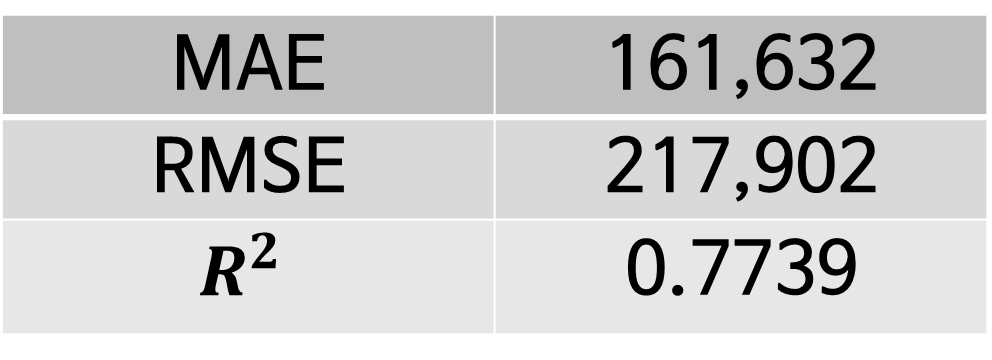 MAE 161,632
RMSE 217,902
R² 0.7739